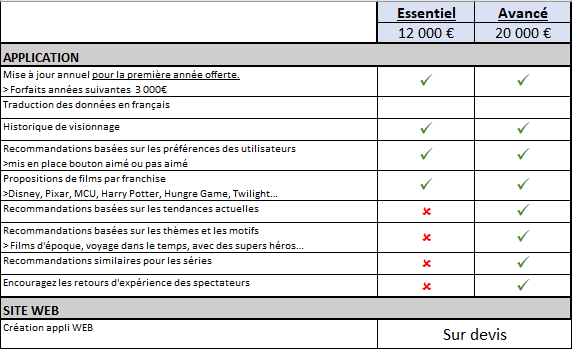 Essentiel Avancé
12 000 € 20 000 €
APPLICATION
Mise à jour annuel pour la première année offerte.
> Forfaits années suivantes 3 000€
Traduction des données en français
Historique de visionnage
Recommandations basées sur les préférences des utilisateurs
>mis en place bouton aimé ou pas aimé
Propositions de films par franchise
>Disney, Pixar, MCU, Harry Potter, Hungre Game, Twilight...
Recommandations basées sur les tendances actuelles
Recommandations basées sur les thèmes et les motifs
> Films d'époque, voyage dans le temps, avec des supers héros...
Recommandations similaires pour les séries
Encouragez les retours d'expérience des spectateurs
SITE WEB
Création appli WEB
Sur devis